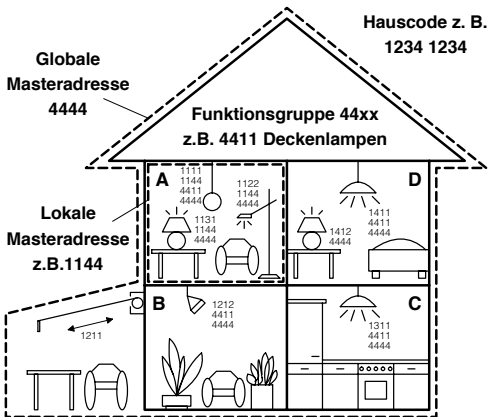 Hauscode z. B.
1234 1234
Globale
Masteradresse
4444
Funktionsgruppe 44xx
z.B. 4411 Deckenlampen
Lokale
Masteradresse
z.B.1144
A
1111
1144
4411
4444
1122
1144
4444
1131
1144
4444
D
1411
4411
4444
1412
4444
B
1212
4411
4444
1211
C
1311
4411
4444